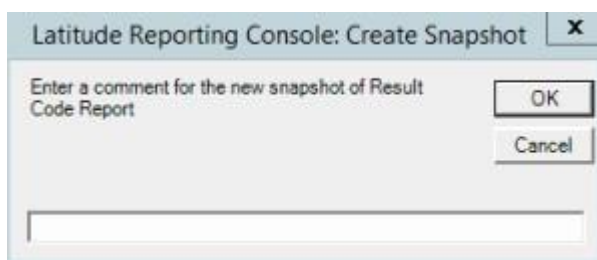 Latitude Reporting Console: Create Snapshot x
Enter a comment for the new snapshot of Result
Code Report
OK
Cancel